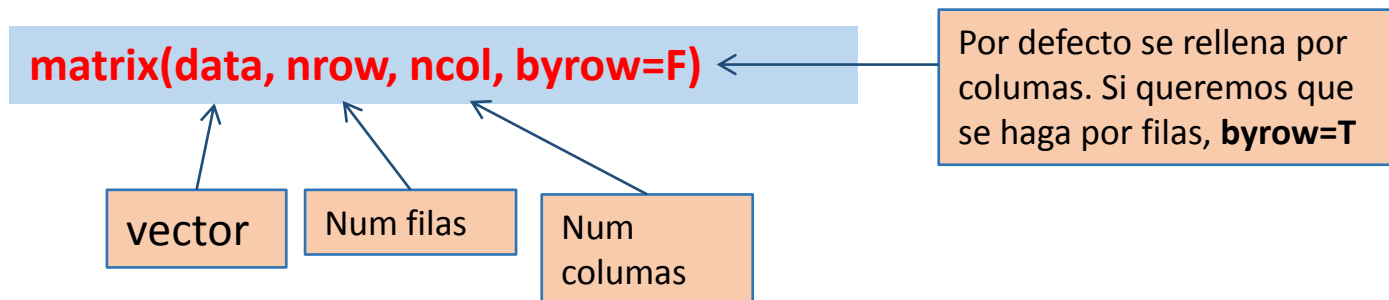 matrix(data, nrow, ncol, byrow=F)
Por defecto se rellena por
columas. Si queremos que
se haga por filas, byrow=T
vector
Num filas
Num
columas